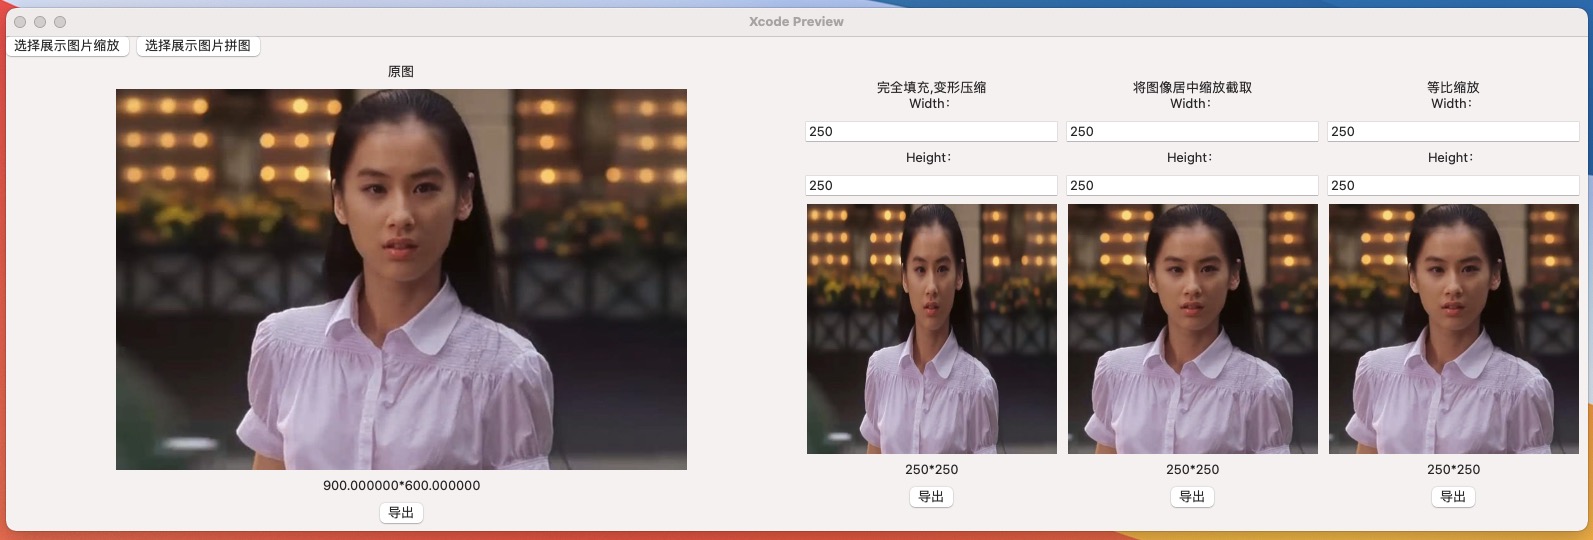 Xcode Preview
选择展示图片缩放 选择展示图片拼图
原图
900.000000*600.000000
导出
完全填充,变形压缩
Width：
250
Height：
250
250*250
导出
将图像居中缩放截取
Width：
250
Height：
250
250*250
导出
等比缩放
Width：
250
Height：
250
250*250
导出